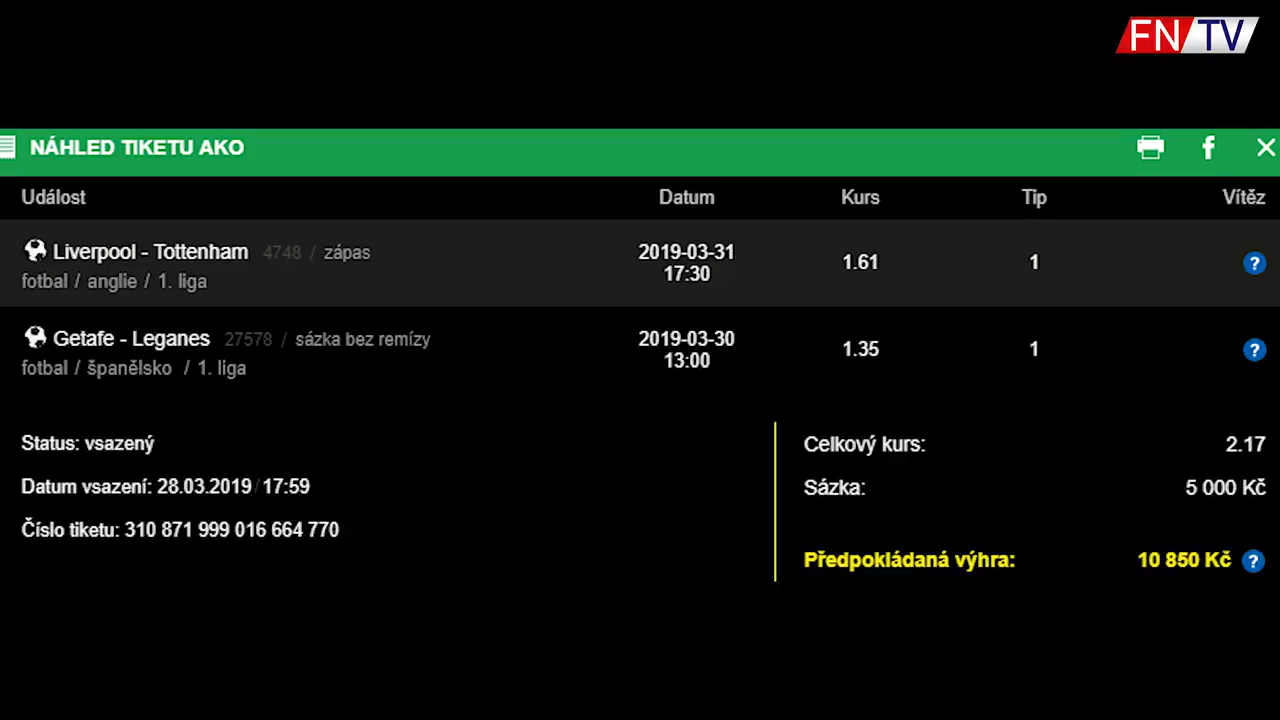 FN TV
NÁHLED TIKETU AKO
Událost Datum Kurs Tip Vítěz
Liverpool - Tottenham 4748 / zápas 2019-03-31 17:30 1.61 1 ?
fotbal / anglie / 1. liga
Getafe - Leganes 27578 / sázka bez remízy 2019-03-30 13:00 1.35 1 ?
fotbal / španělsko / 1. liga
Status: vsazený
Datum vsazení: 28.03.2019 / 17:59
Číslo tiketu: 310 871 999 016 664 770
Celkový kurs: 2.17
Sázka: 5 000 Kč
Předpokládaná výhra: 10 850 Kč ?